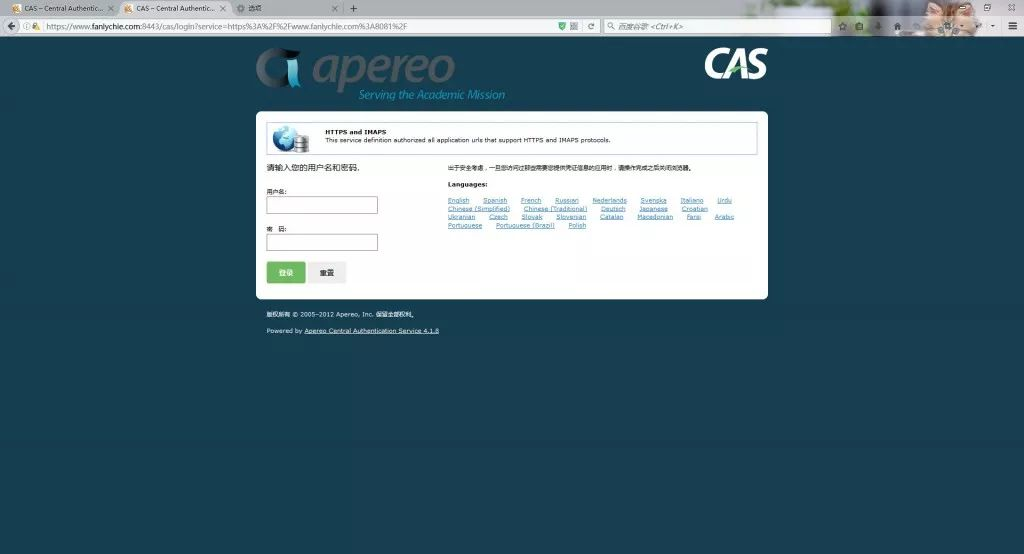 CAS – Central Authentic...
CAS – Central Authentic...
选项
https://www.fanlychie.com:8443/cas/login?service=https%3A%2F%2Fwww.fanlychie.com%3A8081%2F
百度谷歌 <Ctrl+K>
apereo
Serving the Academic Mission
CAS
HTTPS and IMAPS
This service definition authorized all application urls that support HTTPS and IMAPS protocols.
请输入您的用户名和密码.
用户名:
密 码:
登录 重置
出于安全考虑，一旦您访问过那些需要您提供凭证信息的应用时，请操作完成之后关闭浏览器。
Languages:
English Spanish French Russian Nederlands Svenska Italiano Urdu
Chinese (Simplified) Chinese (Traditional) Deutsch Japanese Croatian
Ukranian Czech Slovak Slovenian Catalan Macedonian Farsi Arabic
Portuguese Portuguese (Brazil) Polish
版权所有 © 2005–2012 Apereo, Inc. 保留全部权利。
Powered by Apereo Central Authentication Service 4.1.8